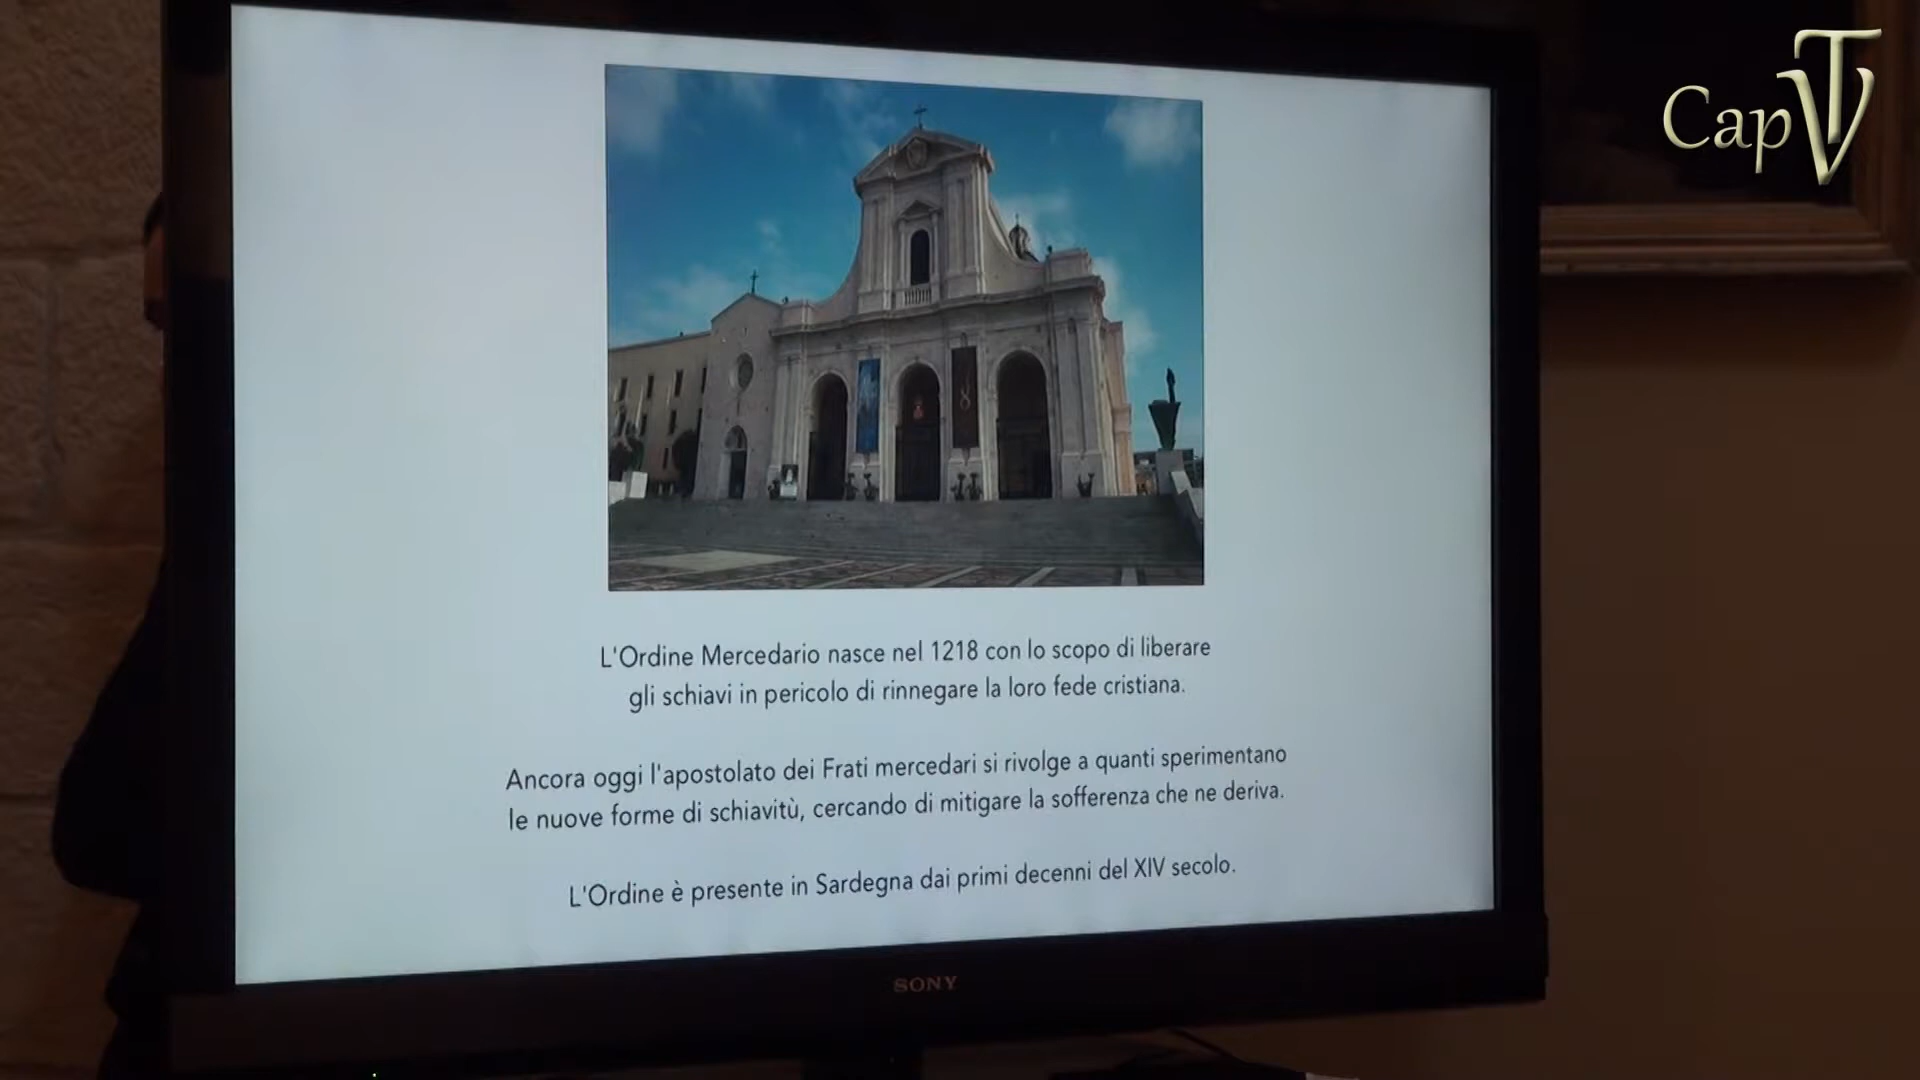 CapTV
L'Ordine Mercedario nasce nel 1218 con lo scopo di liberare
gli schiavi in pericolo di rinnegare la loro fede cristiana.
Ancora oggi l'apostolato dei Frati mercedari si rivolge a quanti sperimentano
le nuove forme di schiavitù, cercando di mitigare la sofferenza che ne deriva.
L'Ordine è presente in Sardegna dai primi decenni del XIV secolo.
SONY